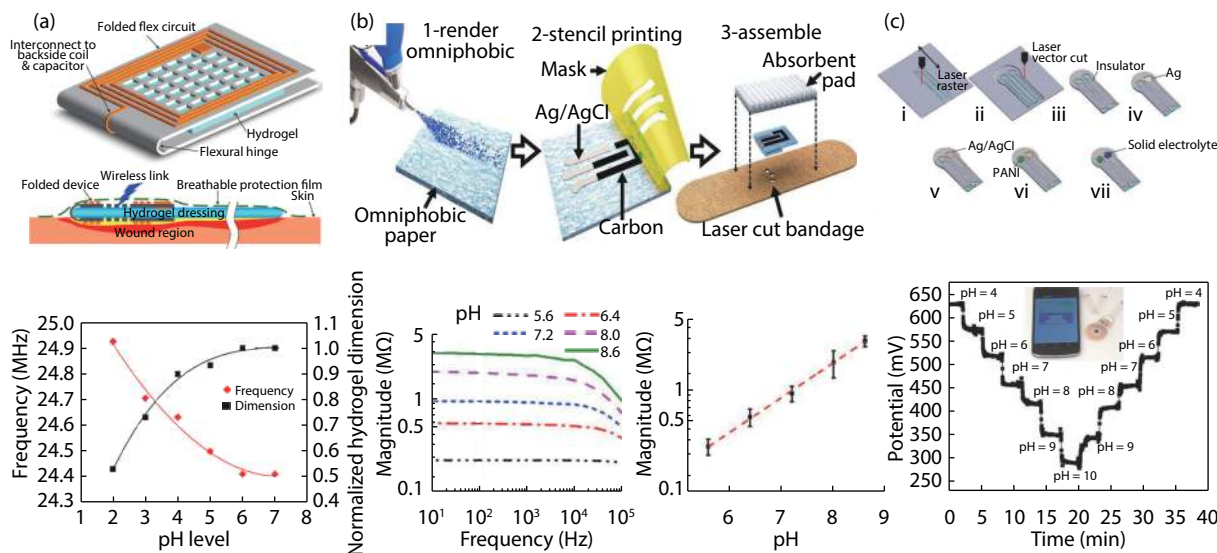 (a)
Folded flex circuit
Interconnect to
backside coil
& capacitor
Hydrogel
Flexural hinge
Wireless link
Folded device
Breathable protection film
Skin
Hydrogel dressing
Wound region
(b)
1-render
omniphobic
2-stencil printing
3-assemble
Mask
Absorbent
pad
Ag/AgCl
Omniphobic
paper
Carbon
Laser cut bandage
(c)
Laser
raster
Laser
vector cut
Insulator
Ag
i
ii
iii
iv
Ag/AgCl
PANI
Solid electrolyte
v
vi
vii
Frequency (MHz)
25.0
24.9
24.8
24.7
24.6
24.5
24.4
24.3
Frequency
Dimension
1.1
1.0
0.9
0.8
0.7
0.6
0.5
0.4
Normalized hydrogel dimension
1 2 3 4 5 6 7 8
pH level
pH
5.6
6.4
7.2
8.0
8.6
Magnitude (MΩ)
5
1
0.5
0.1
10¹ 10² 10³ 10⁴ 10⁵
Frequency (Hz)
Magnitude (MΩ)
5
1
0.5
0.1
6 7 8 9
pH
Potential (mV)
650
600
550
500
450
400
350
300
250
pH = 4
pH = 5
pH = 6
pH = 7
pH = 8
pH = 9
pH = 10
pH = 9
pH = 8
pH = 7
pH = 6
pH = 5
pH = 4
0 5 10 15 20 25 30 35 40
Time (min)